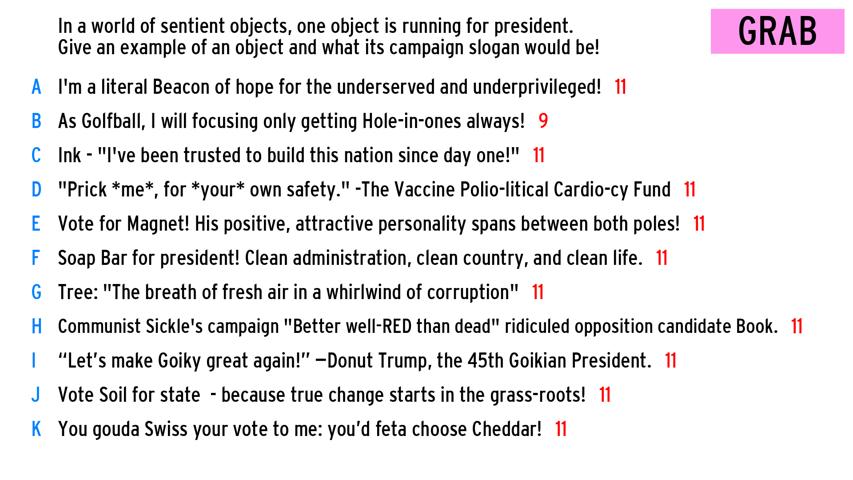 In a world of sentient objects, one object is running for president.
Give an example of an object and what its campaign slogan would be!
GRAB
A I'm a literal Beacon of hope for the underserved and underprivileged! 11
B As Golfball, I will focusing only getting Hole-in-ones always! 9
C Ink - "I've been trusted to build this nation since day one!" 11
D "Prick *me*, for *your* own safety." -The Vaccine Polio-litical Cardio-cy Fund 11
E Vote for Magnet! His positive, attractive personality spans between both poles! 11
F Soap Bar for president! Clean administration, clean country, and clean life. 11
G Tree: "The breath of fresh air in a whirlwind of corruption" 11
H Communist Sickle's campaign "Better well-RED than dead" ridiculed opposition candidate Book. 11
I “Let’s make Goiky great again!” —Donut Trump, the 45th Goikian President. 11
J Vote Soil for state - because true change starts in the grass-roots! 11
K You gouda Swiss your vote to me: you’d feta choose Cheddar! 11